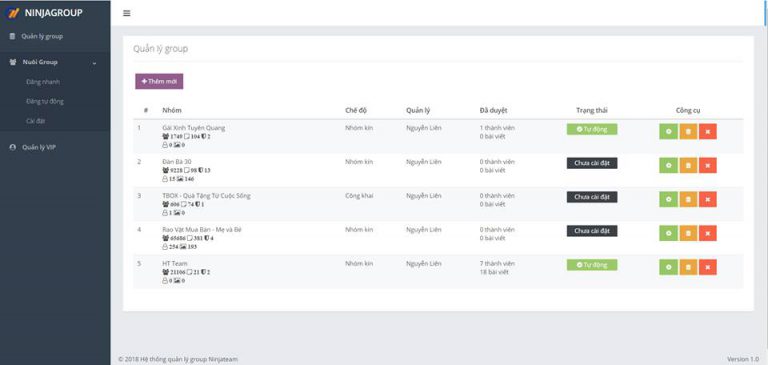 NINJAGROUP
Quản lý group
Nuôi Group
Đăng nhanh
Đăng tự động
Cài đặt
Quản lý VIP
Quản lý group
+ Thêm mới
# Nhóm Chế độ Quản lý Đã duyệt Trạng thái Công cụ
1 Gái Xinh Tuyên Quang Nhóm kín Nguyễn Liên 1 thành viên Tự động
1749 104 2 0 bài viết
0 0
2 Đàn Bà 30 Nhóm kín Nguyễn Liên 0 thành viên Chưa cài đặt
9228 98 13 0 bài viết
15 146
3 TBOX - Quà Tặng Từ Cuộc Sống Công khai Nguyễn Liên 0 thành viên Chưa cài đặt
606 74 1 0 bài viết
1 0
4 Rao Vặt Mua Bán - Mẹ và Bé Nhóm kín Nguyễn Liên 0 thành viên Chưa cài đặt
65686 381 4 0 bài viết
254 193
5 HT Team Nhóm kín Nguyễn Liên 7 thành viên Tự động
21106 21 2 18 bài viết
0 0
© 2018 Hệ thống quản lý group Ninjateam
Version 1.0